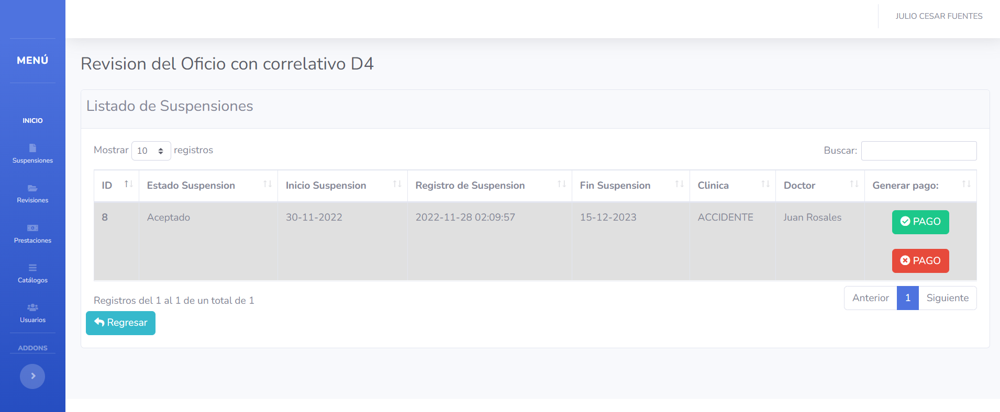 JULIO CESAR FUENTES
MENÚ
INICIO
Suspensiones
Revisiones
Prestaciones
Catálogos
Usuarios
ADDONS
Revision del Oficio con correlativo D4
Listado de Suspensiones
Mostrar 10 registros
Buscar:
ID Estado Suspension Inicio Suspension Registro de Suspension Fin Suspension Clinica Doctor Generar pago:
8 Aceptado 30-11-2022 2022-11-28 02:09:57 15-12-2023 ACCIDENTE Juan Rosales PAGO
PAGO
Registros del 1 al 1 de un total de 1
Anterior 1 Siguiente
Regresar